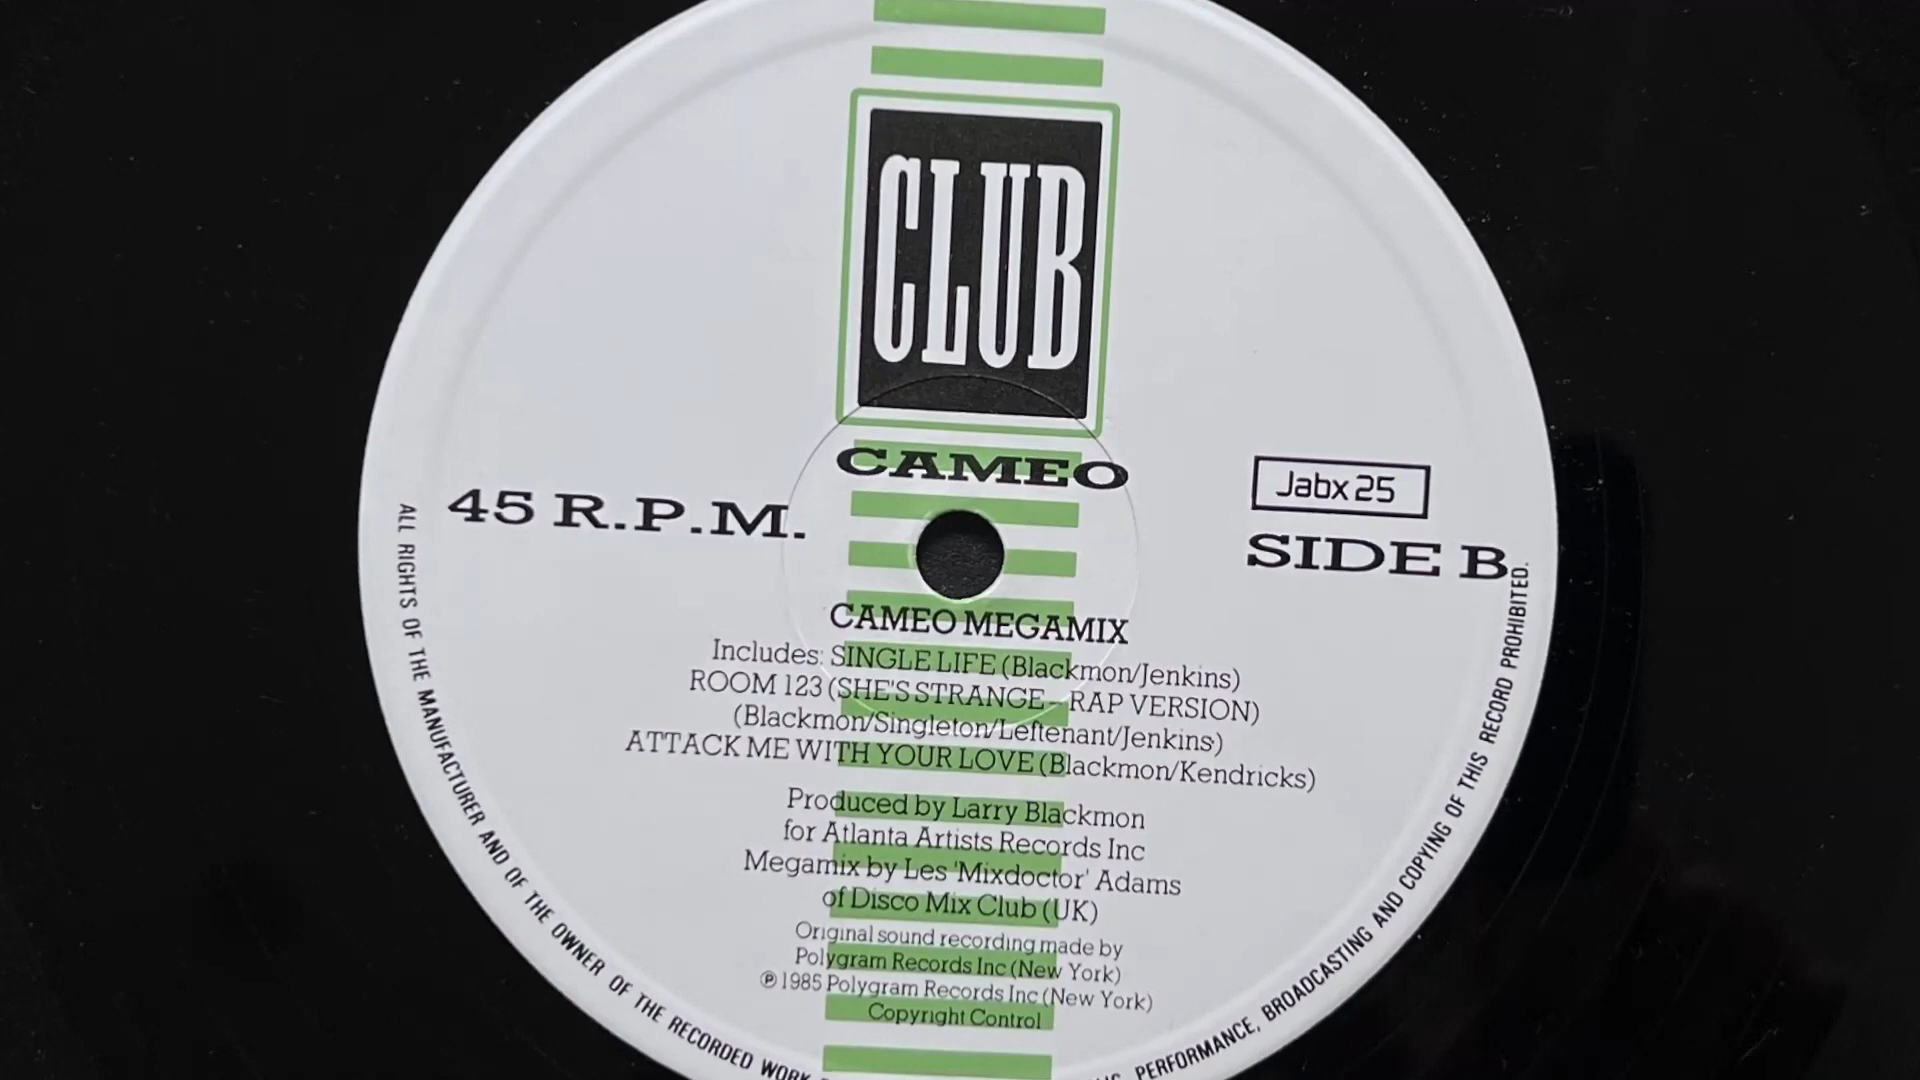 CLUB
CAMEO
45 R.P.M.
Jabx 25
SIDE B
CAMEO MEGAMIX
Includes: SINGLE LIFE (Blackmon/Jenkins)
ROOM 123 (SHE'S STRANGE – RAP VERSION)
(Blackmon/Singleton/Leftenant/Jenkins)
ATTACK ME WITH YOUR LOVE (Blackmon/Kendricks)
Produced by Larry Blackmon
for Atlanta Artists Records Inc
Megamix by Les 'Mixdoctor' Adams
of Disco Mix Club (UK)
Original sound recording made by
Polygram Records Inc (New York)
℗ 1985 Polygram Records Inc (New York)
Copyright Control
ALL RIGHTS OF THE MANUFACTURER AND OF THE OWNER OF THE RECORDED WORK
PERFORMANCE, BROADCASTING AND COPYING OF THIS RECORD PROHIBITED.